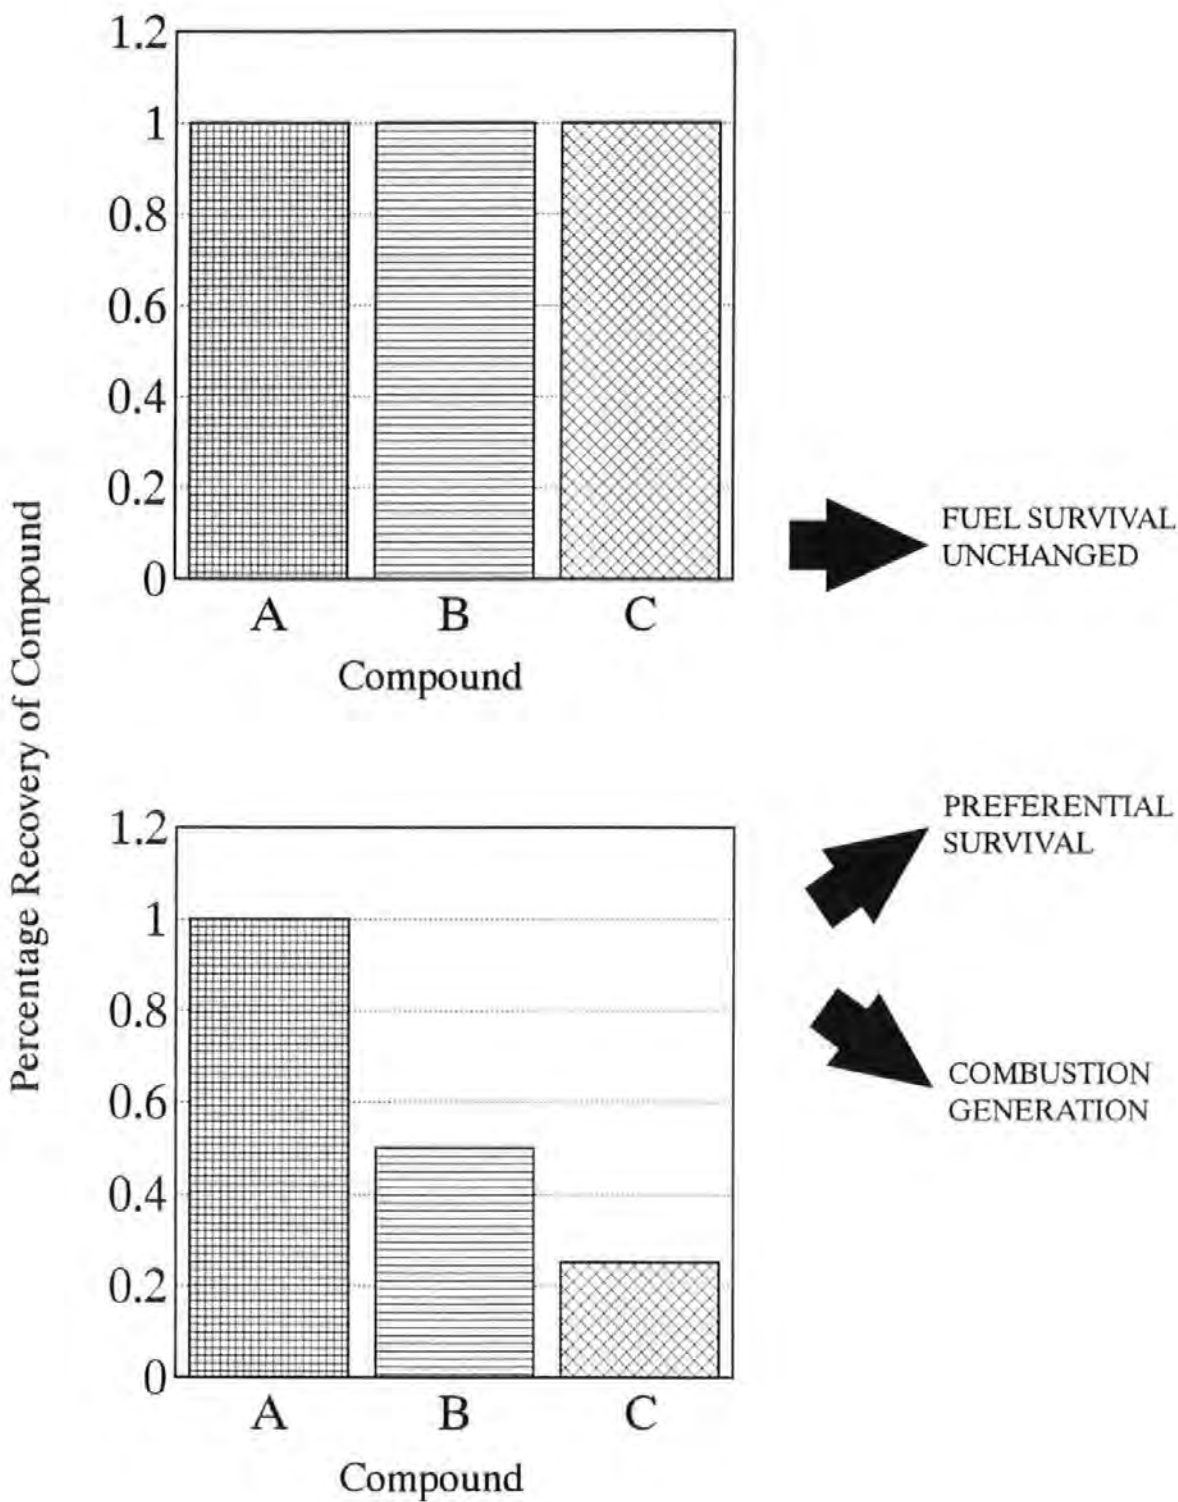 Percentage Recovery of Compound
1.2
1
0.8
0.6
0.4
0.2
0
A B C
Compound
FUEL SURVIVAL
UNCHANGED
1.2
1
0.8
0.6
0.4
0.2
0
A B C
Compound
PREFERENTIAL
SURVIVAL
COMBUSTION
GENERATION